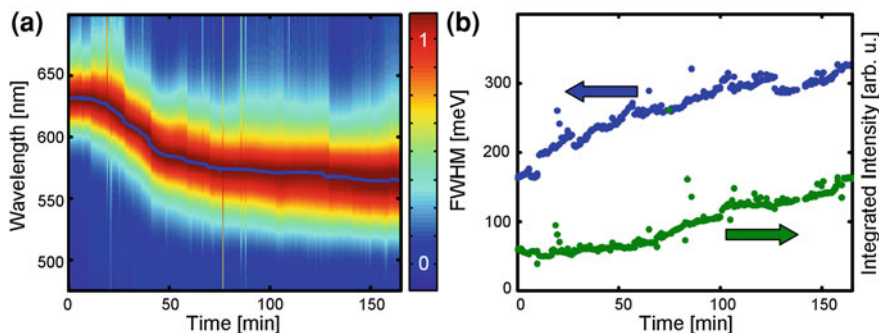 (a)
Wavelength [nm]
650
600
550
500
0
50
100
150
Time [min]
1
0
(b)
FWHM [meV]
300
200
100
0
0
50
100
150
Time [min]
Integrated Intensity [arb. u.]